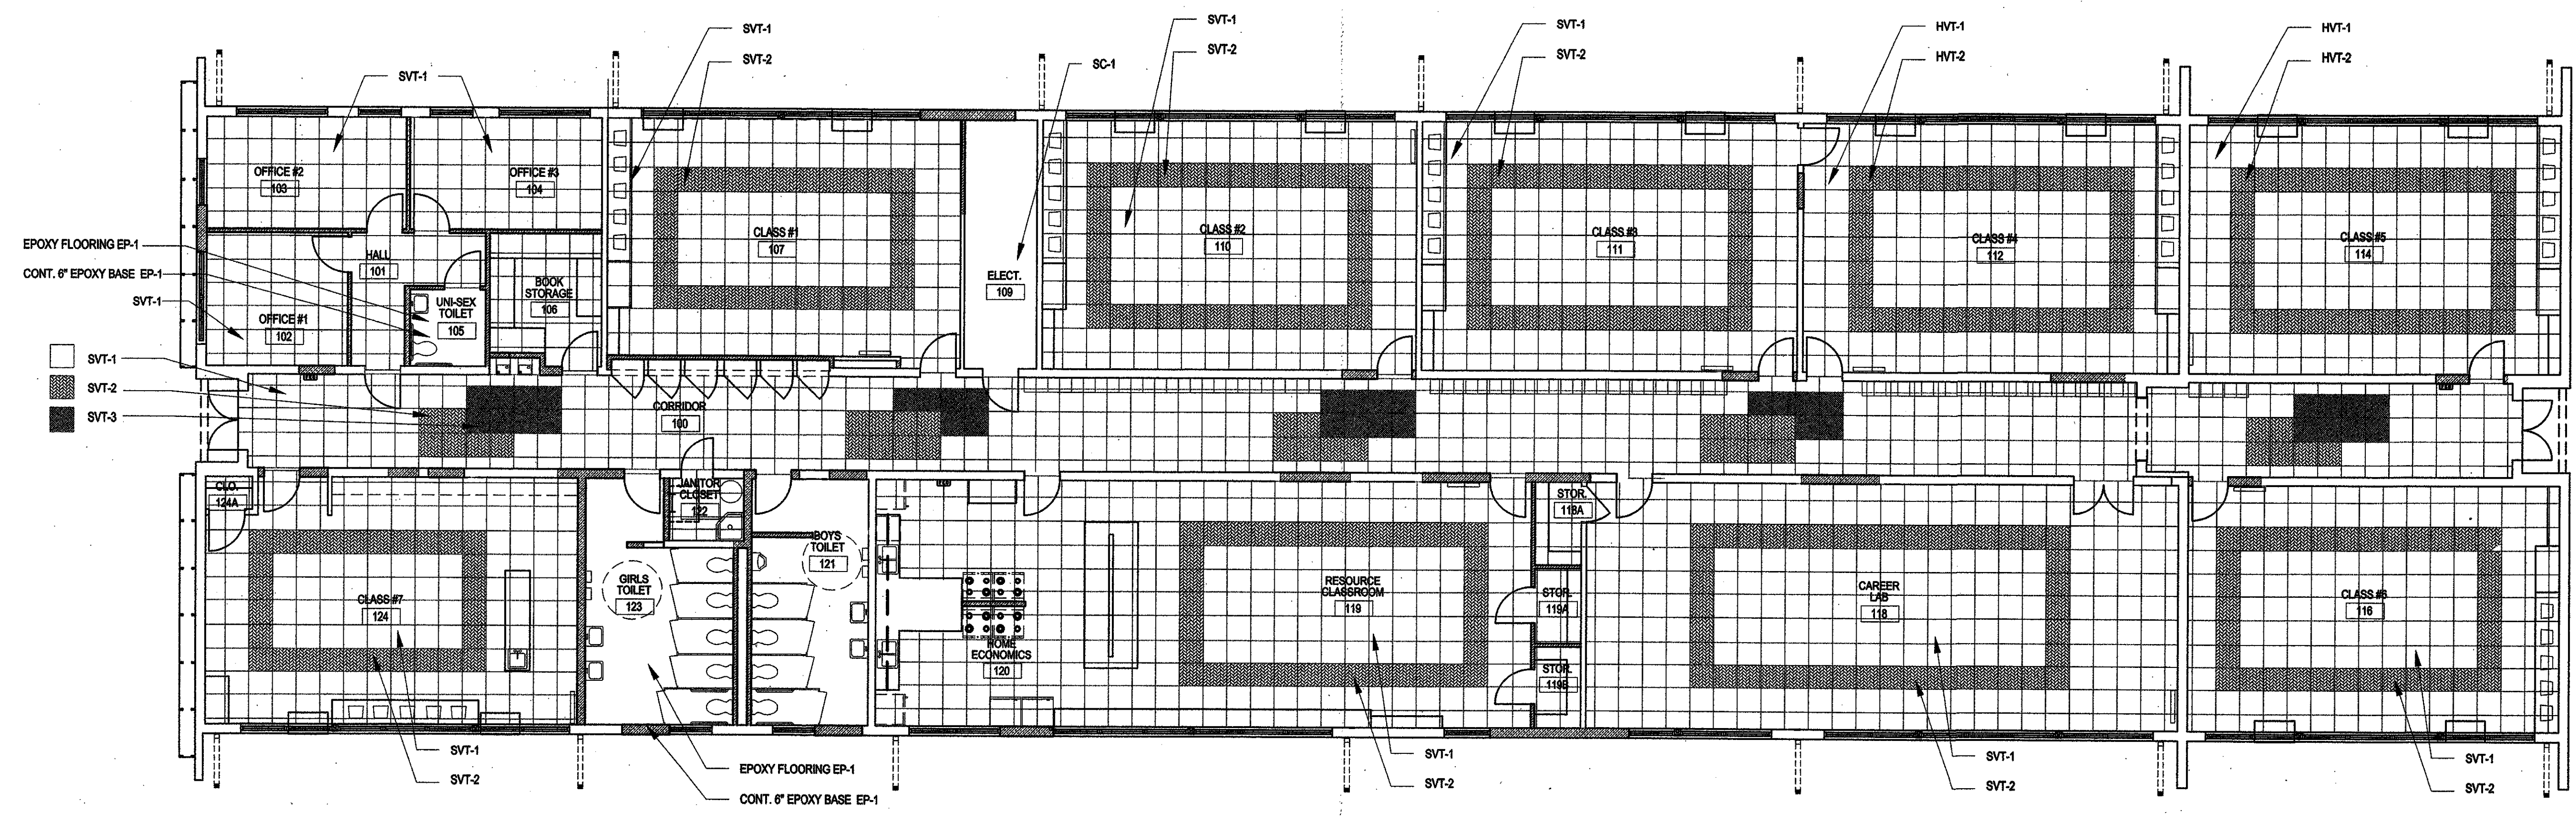 SVT-1
SVT-2
SVT-1
SVT-2
SVT-1
SVT-2
HVT-1
HVT-2
HVT-1
HVT-2
SVT-1
SC-1
OFFICE #2
103
OFFICE #3
104
EPOXY FLOORING EP-1
CONT. 6" EPOXY BASE EP-1
SVT-1
HALL
101
OFFICE #1
102
UNI-SEX
TOILET
105
BOOK
STORAGE
106
CLASS #1
107
ELECT.
109
CLASS #2
110
CLASS #3
111
CLASS #4
112
CLASS #5
114
SVT-1
SVT-2
SVT-3
CORRIDOR
100
CLO.
124A
CLASS #7
124
GIRLS
TOILET
123
JANITOR
CLOSET
122
BOYS
TOILET
121
HOME
ECONOMICS
120
RESOURCE
CLASSROOM
119
STOR.
118A
STOR.
119A
STOR.
119B
CAREER
LAB
118
CLASS #6
116
SVT-1
SVT-2
EPOXY FLOORING EP-1
CONT. 6" EPOXY BASE EP-1
SVT-1
SVT-2
SVT-1
SVT-2
SVT-1
SVT-2